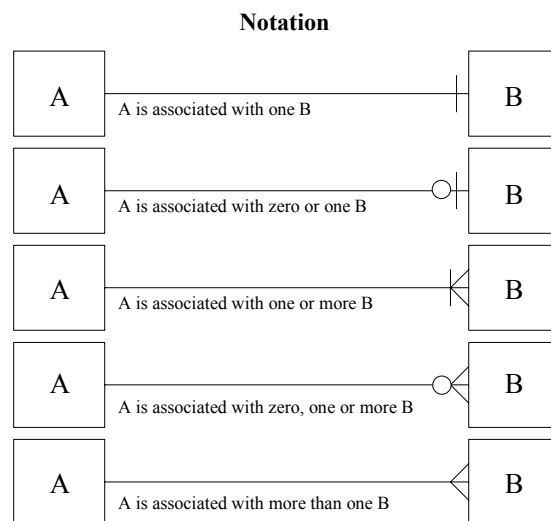 Notation
A B
A is associated with one B
A B
A is associated with zero or one B
A B
A is associated with one or more B
A B
A is associated with zero, one or more B
A B
A is associated with more than one B